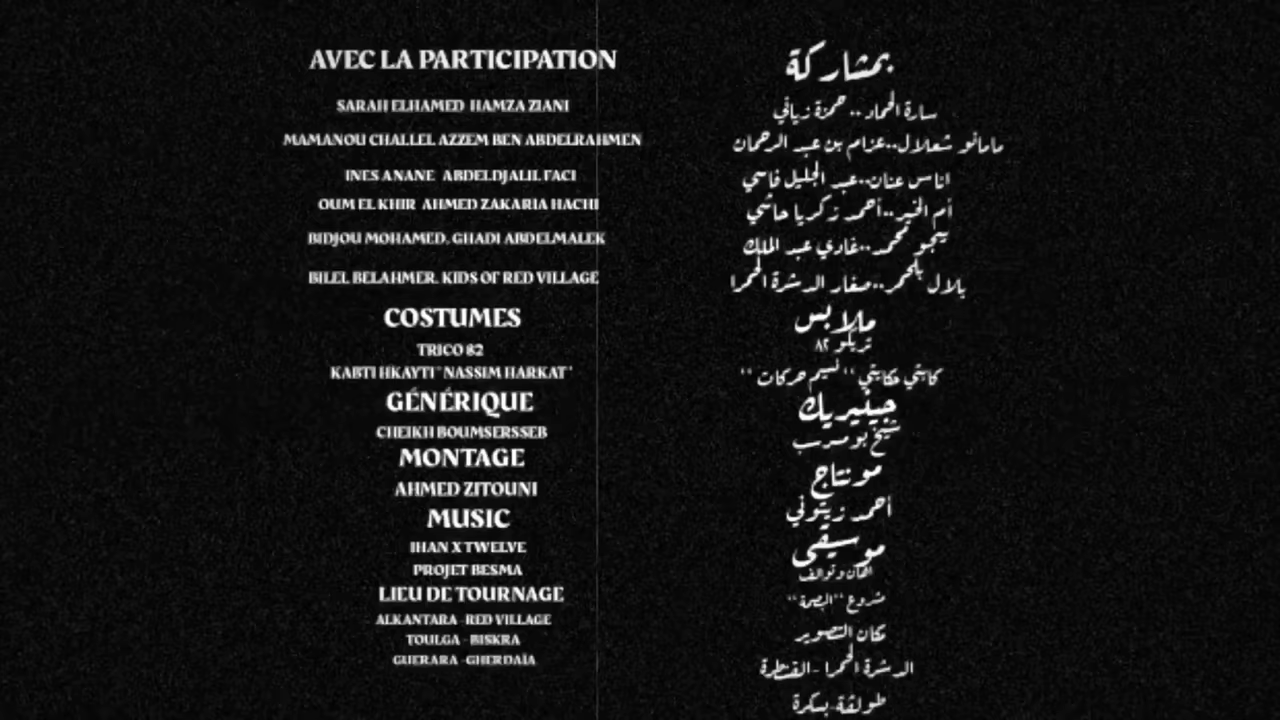 AVEC LA PARTICIPATION
SARAH ELHAMED HAMZA ZIANI
MAMANOU CHALLEL AZZEM BEN ABDELRAHMEN
INES ANANE ABDELDJALIL FACI
OUM EL KHIR AHMED ZAKARIA HACHI
BIDJOU MOHAMED. GHADI ABDELMALEK
BILEL BELAHMER. KIDS OF RED VILLAGE
COSTUMES
TRICO 82
KABTI HKAYTI "NASSIM HARKAT"
GÉNÉRIQUE
CHEIKH BOUMSERSSEB
MONTAGE
AHMED ZITOUNI
MUSIC
IHAN X TWELVE
PROJET BESMA
LIEU DE TOURNAGE
ALKANTARA - RED VILLAGE
TOULGA - BISKRA
GUERARA - GHERDAÏA
بمشاركة
سارة الحماد .. حمزة زياني
مامانو شعلال..عزام بن عبد الرحمان
اناس عنان..عبد الجليل فاسي
أم الخير..أحمد زكريا حاشي
بيجو محمد..غادي عبد الملك
بلال بلحمر..صغار الدشرة الحمرا
ملابس
تريكو ٨٢
كابتي حكايتي "نسيم حركات"
جينيريك
شيخ بومسرسب
مونتاج
أحمد زيتوني
موسيقى
الحان و توالف
مشروع "البصمة"
مكان التصوير
الدشرة الحمرا - القنطرة
طولقة-بسكرة